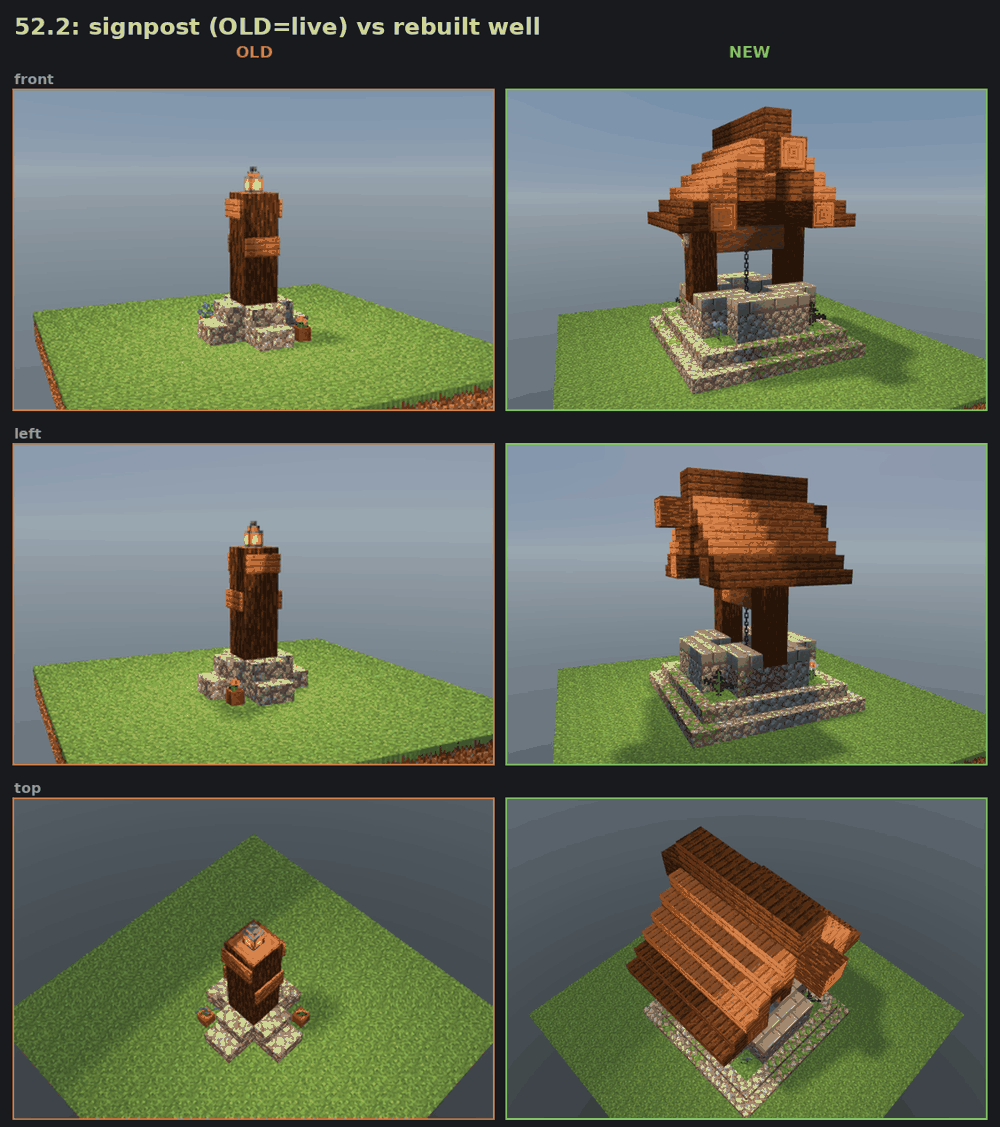 52.2: signpost (OLD=live) vs rebuilt well
OLD
NEW
front
left
top